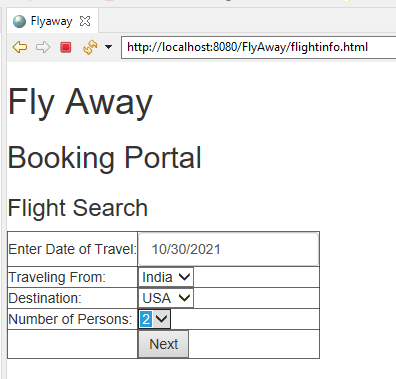 Flyaway
http://localhost:8080/FlyAway/flightinfo.html
Fly Away
Booking Portal
Flight Search
Enter Date of Travel: 10/30/2021
Traveling From: India
Destination: USA
Number of Persons: 2
Next